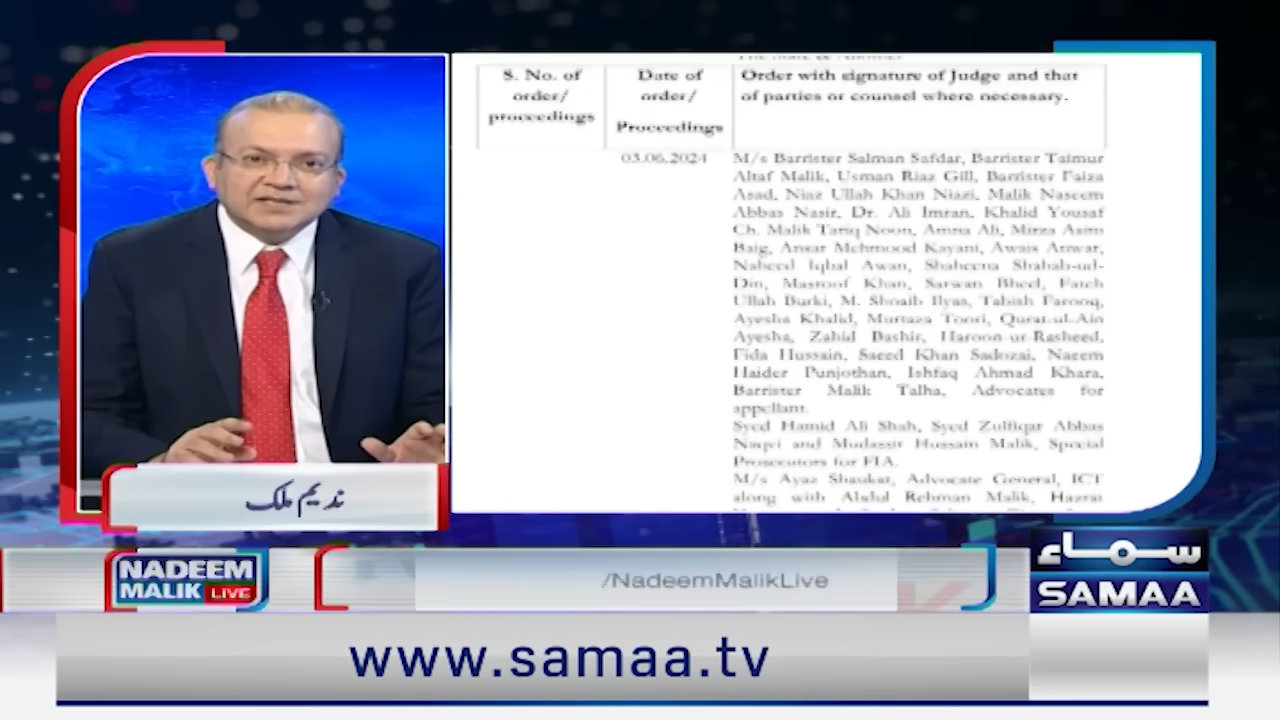 S. No. of
order/
proceedings
Date of
order/
Proceedings
Order with signature of Judge and that
of parties or counsel where necessary.
03.06.2024
M/s Barrister Salman Safdar, Barrister Taimur
Altaf Malik, Usman Riaz Gill, Barrister Faiza
Asad, Niaz Ullah Khan Niazi, Malik Naseem
Abbas Nasir, Dr. Ali Imran, Khalid Yousaf
Ch. Malik Tariq Noon, Amna Ali, Mirza Asim
Baig, Ansar Mehmood Kayani, Awais Anwar,
Naheed Iqbal Awan, Shaheena Shahab-ud-
Din, Masroof Khan, Sarwan Bheel, Fateh
Ullah Burki, M. Shoaib Ilyas, Tabish Farooq,
Ayesha Khalid, Murtaza Toori, Qurat-ul-Ain
Ayesha, Zahid Bashir, Haroon-ur-Rasheed,
Fida Hussain, Saeed Khan Sadozai, Naeem
Haider Punjothan, Ishfaq Ahmad Khara,
Barrister Malik Talha, Advocates for
appellant.
Syed Hamid Ali Shah, Syed Zulfiqar Abbas
Naqvi and Mudassir Hussain Malik, Special
Prosecutors for FIA.
M/s Ayaz Shaukat, Advocate General, ICT
along with Abdul Rehman Malik, Hazrat
ندیم ملک
NADEEM
MALIK LIVE
/NadeemMalikLive
سماء
SAMAA
www.samaa.tv